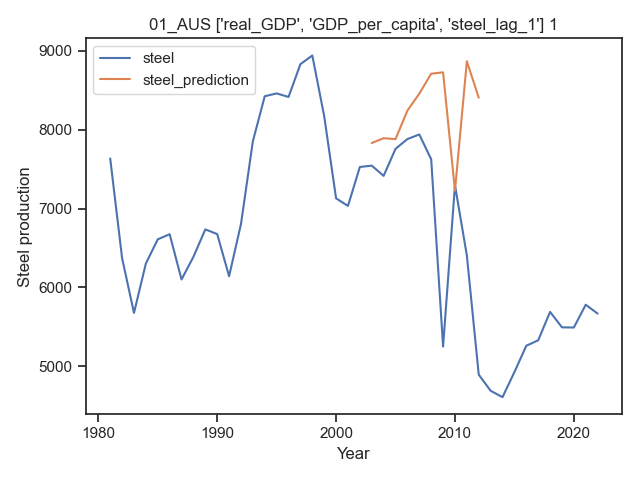 01_AUS ['real_GDP', 'GDP_per_capita', 'steel_lag_1'] 1
steel
steel_prediction
9000
8000
7000
6000
5000
Steel production
1980 1990 2000 2010 2020
Year